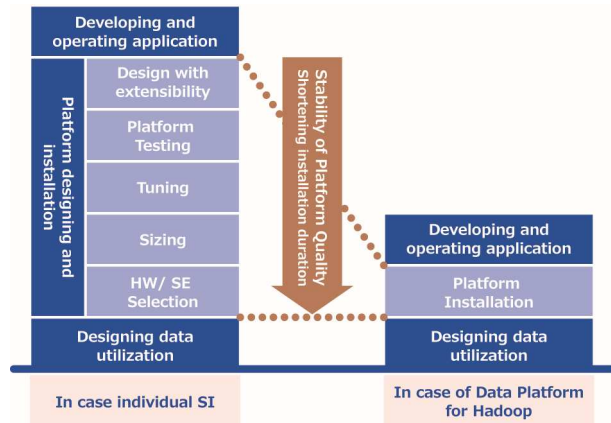 Developing and
operating application
Platform designing and
installation
Design with
extensibility
Platform
Testing
Tuning
Sizing
HW/ SE
Selection
Designing data
utilization
In case individual SI
Stability of Platform Quality
Shortening installation duration
Developing and
operating application
Platform
Installation
Designing data
utilization
In case of Data Platform
for Hadoop